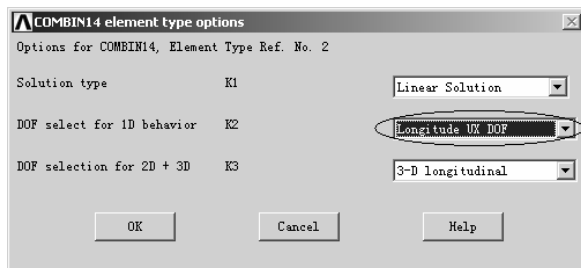 COMBIN14 element type options
Options for COMBIN14, Element Type Ref. No. 2
Solution type K1 Linear Solution
DOF select for 1D behavior K2 Longitude UX DOF
DOF selection for 2D + 3D K3 3-D longitudinal
OK Cancel Help